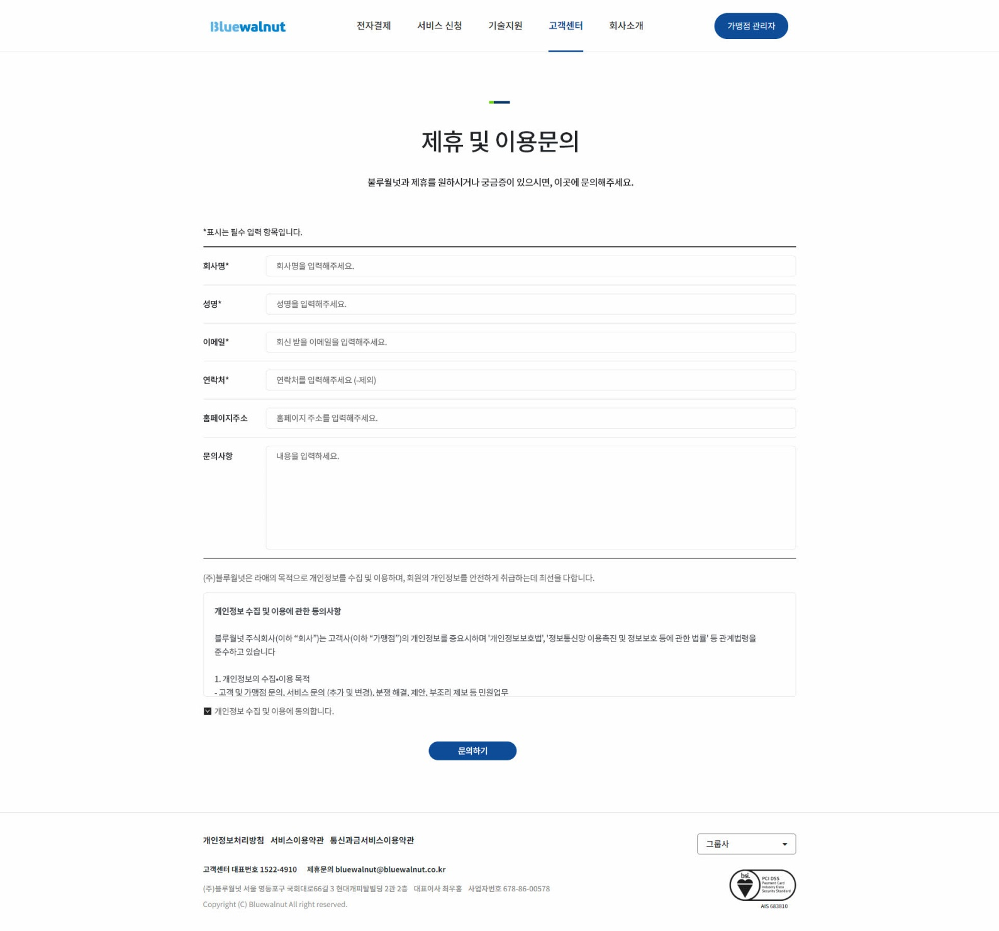 Bluewalnut
전자결제 서비스 신청 기술지원 고객센터 회사소개
가맹점 관리자
제휴 및 이용문의
불루월넛과 제휴를 원하시거나 궁금증이 있으시면, 이곳에 문의해주세요.
*표시는 필수 입력 항목입니다.
회사명* 회사명을 입력해주세요.
성명* 성명을 입력해주세요.
이메일* 회신 받을 이메일을 입력해주세요.
연락처* 연락처를 입력해주세요 (-제외)
홈페이지주소 홈페이지 주소를 입력해주세요.
문의사항 내용을 입력하세요.
(주)블루월넛은 라애의 목적으로 개인정보를 수집 및 이용하며, 회원의 개인정보를 안전하게 취급하는데 최선을 다합니다.
개인정보 수집 및 이용에 관한 동의사항
블루월넛 주식회사(이하 “회사”)는 고객사(이하 “가맹점”)의 개인정보를 중요시하며 '개인정보보호법', '정보통신망 이용촉진 및 정보보호 등에 관한 법률' 등 관계법령을
준수하고 있습니다
1. 개인정보의 수집•이용 목적
- 고객 및 가맹점 문의, 서비스 문의 (추가 및 변경), 분쟁 해결, 제안, 부조리 제보 등 민원업무
개인정보 수집 및 이용에 동의합니다.
문의하기
개인정보처리방침 서비스이용약관 통신과금서비스이용약관
그룹사
고객센터 대표번호 1522-4910 제휴문의 bluewalnut@bluewalnut.co.kr
(주)블루월넛 서울 영등포구 국회대로66길 3 현대캐피탈빌딩 2관 2층 대표이사 최우홍 사업자번호 678-86-00578
Copyright (C) Bluewalnut All right reserved.
bsi.
PCI DSS
Payment Card
Industry Data
Security Standard
AIS 683810